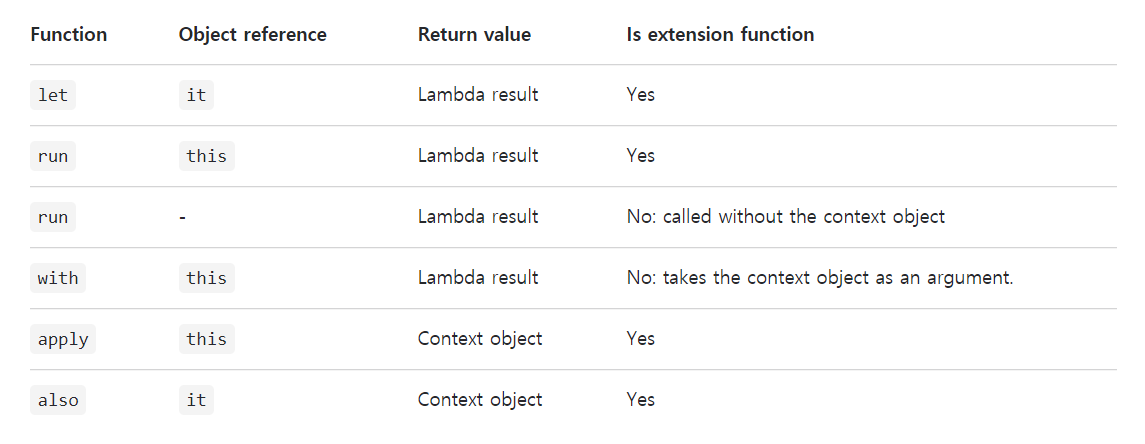 Function Object reference Return value Is extension function
let it Lambda result Yes
run this Lambda result Yes
run - Lambda result No: called without the context object
with this Lambda result No: takes the context object as an argument.
apply this Context object Yes
also it Context object Yes